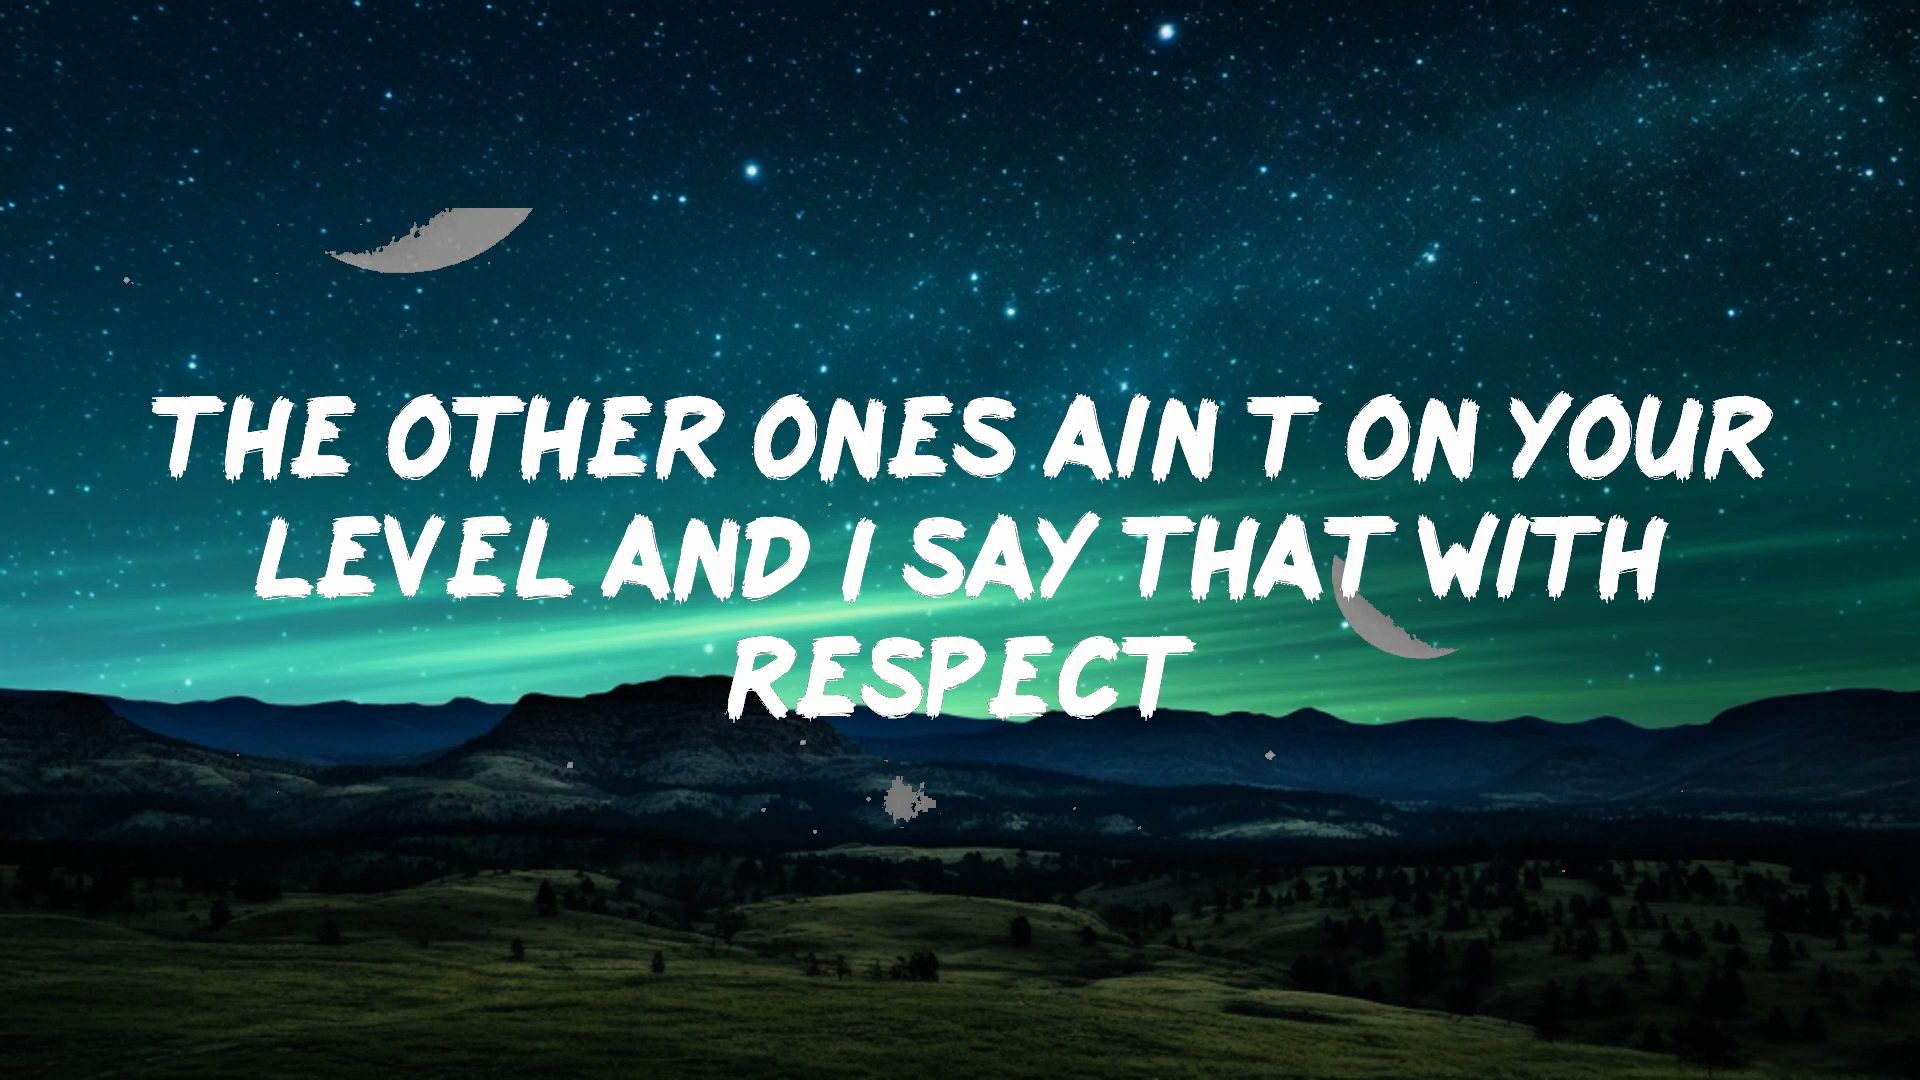 THE OTHER ONES AIN T ON YOUR
LEVEL AND I SAY THAT WITH
RESPECT